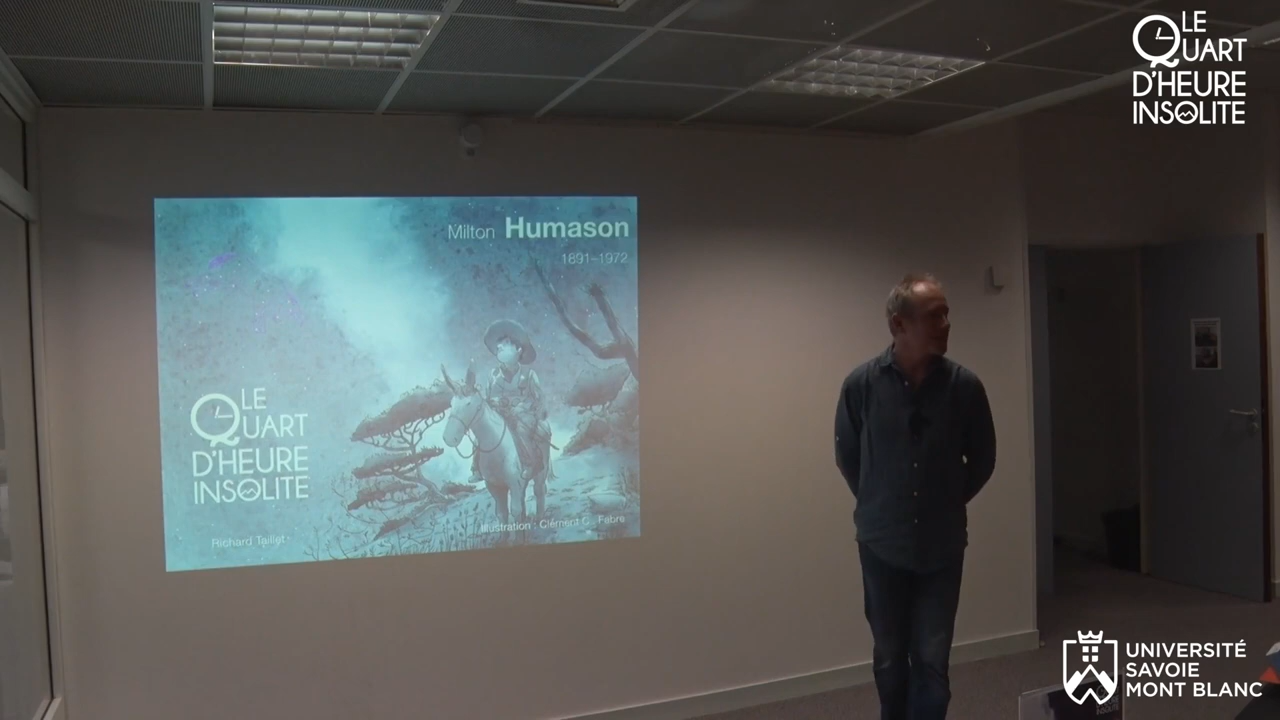 LE
QUART
D'HEURE
INSOLITE
Milton Humason
1891-1972
LE
QUART
D'HEURE
INSOLITE
Illustration : Clément C. Fabre
Richard Taillet
UNIVERSITÉ
SAVOIE
MONT BLANC